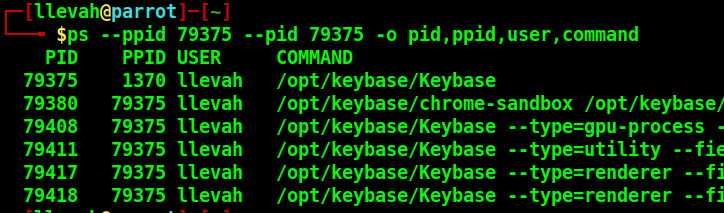 [llevah@parrot]-[~]
$ps --ppid 79375 --pid 79375 -o pid,ppid,user,command
PID PPID USER COMMAND
79375 1370 llevah /opt/keybase/Keybase
79380 79375 llevah /opt/keybase/chrome-sandbox /opt/keybase/
79408 79375 llevah /opt/keybase/Keybase --type=gpu-process -
79411 79375 llevah /opt/keybase/Keybase --type=utility --fie
79417 79375 llevah /opt/keybase/Keybase --type=renderer --fi
79418 79375 llevah /opt/keybase/Keybase --type=renderer --fi
[llevah@parrot]-[~]